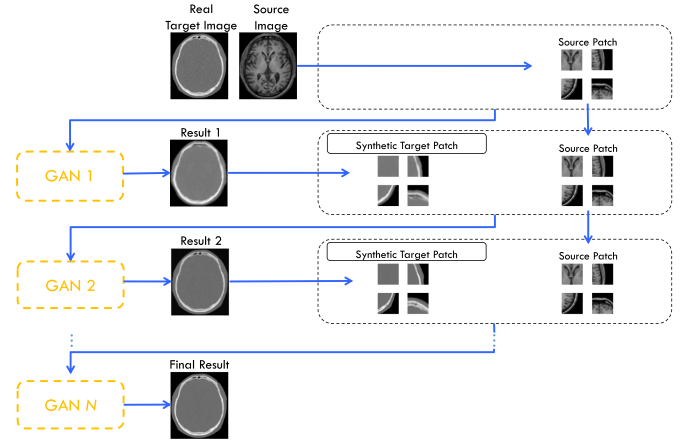 Real
Target Image
Source
Image
Source Patch
Result 1
Synthetic Target Patch
Source Patch
GAN 1
Result 2
Synthetic Target Patch
Source Patch
GAN 2
Final Result
GAN N